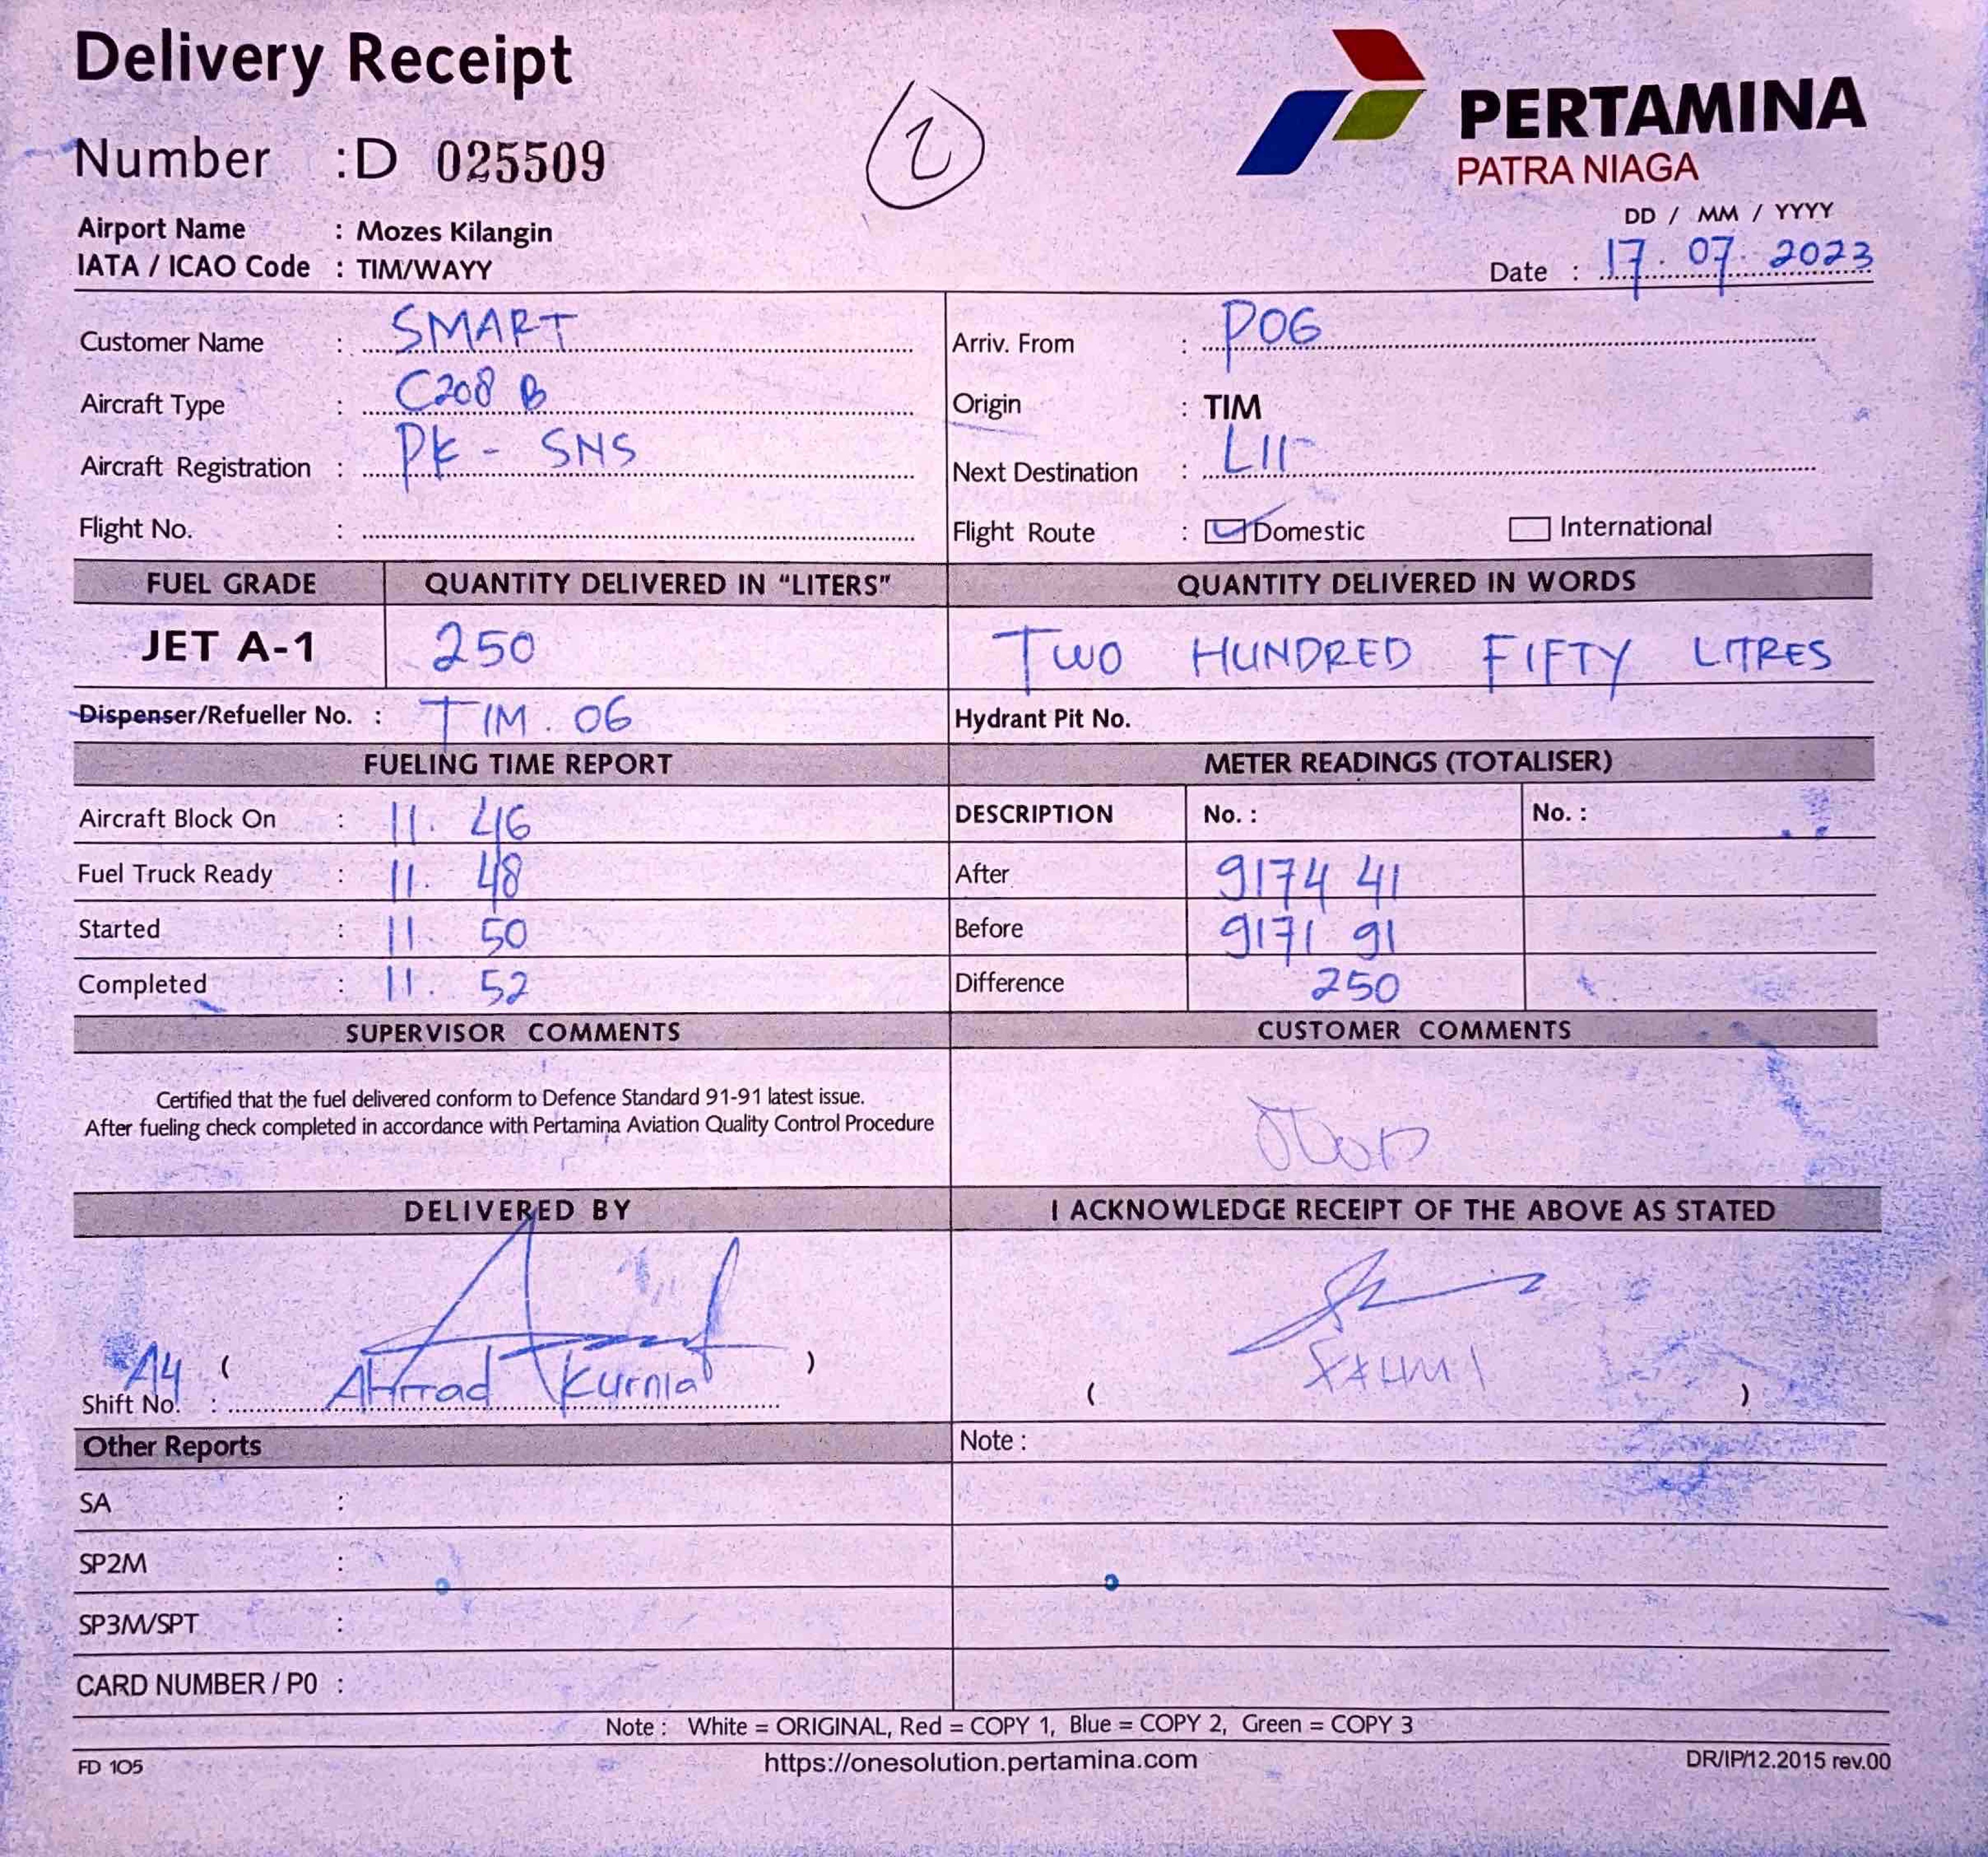 Delivery Receipt
2
PERTAMINA
PATRA NIAGA
Number : D 025509
DD / MM / YYYY
Date : 17 . 07 . 2023
Airport Name : Mozes Kilangin
IATA / ICAO Code : TIM/WAYY
Customer Name : SMART
Arriv. From : POG
Aircraft Type : C208 B
Origin : TIM
Aircraft Registration : PK - SNS
Next Destination :
Flight No. :
Flight Route : Domestic International
FUEL GRADE QUANTITY DELIVERED IN “LITERS” QUANTITY DELIVERED IN WORDS
JET A-1 250 TWO HUNDRED FIFTY LITRES
Dispenser/Refueller No. : TIM . 06 Hydrant Pit No.
FUELING TIME REPORT METER READINGS (TOTALISER)
Aircraft Block On : 11. 46 DESCRIPTION No. : No. :
Fuel Truck Ready : 11. 48 After 9174 41
Started : 11. 50 Before 9171 91
Completed : 11. 52 Difference 250
SUPERVISOR COMMENTS CUSTOMER COMMENTS
Certified that the fuel delivered conform to Defence Standard 91-91 latest issue.
After fueling check completed in accordance with Pertamina Aviation Quality Control Procedure
DELIVERED BY I ACKNOWLEDGE RECEIPT OF THE ABOVE AS STATED
A4 ( Kurnia ) ( )
Shift No. :
Other Reports Note :
SA :
SP2M :
SP3M/SPT :
CARD NUMBER / P0 :
Note : White = ORIGINAL, Red = COPY 1, Blue = COPY 2, Green = COPY 3
FD 105 https://onesolution.pertamina.com DR/IP/12.2015 rev.00